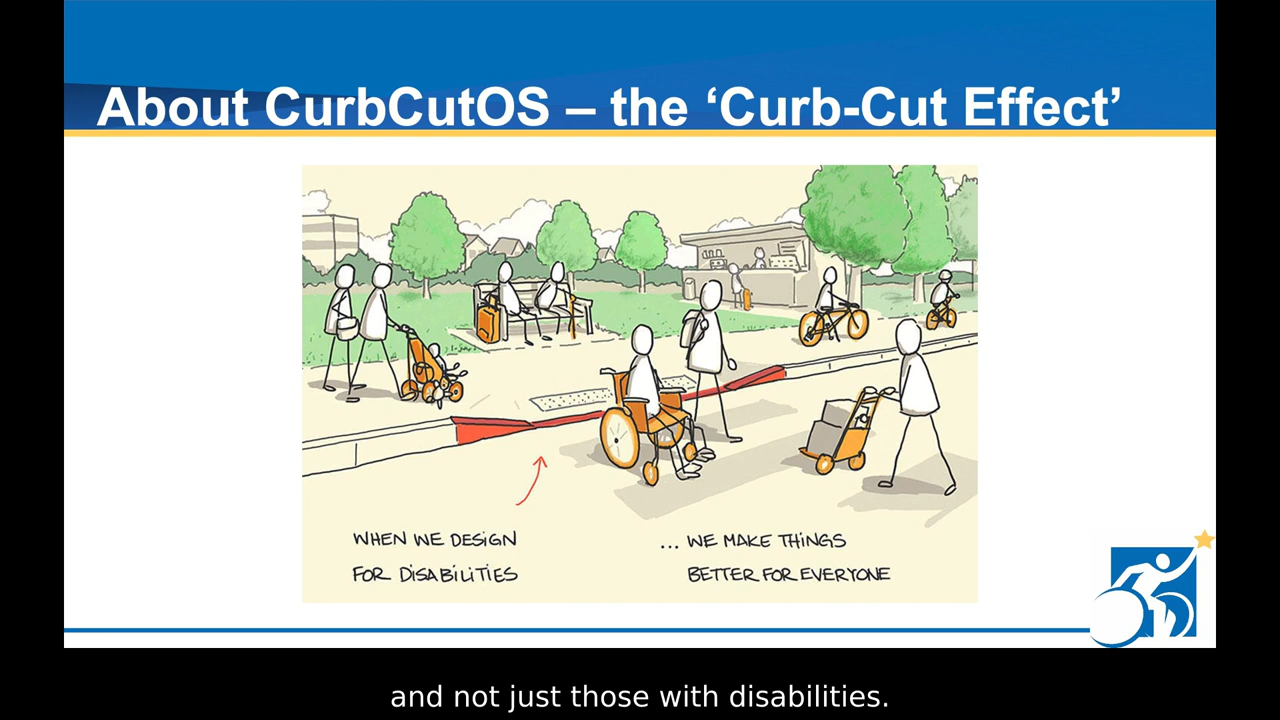 About CurbCutOS – the ‘Curb-Cut Effect’
WHEN WE DESIGN
FOR DISABILITIES
... WE MAKE THINGS
BETTER FOR EVERYONE
and not just those with disabilities.